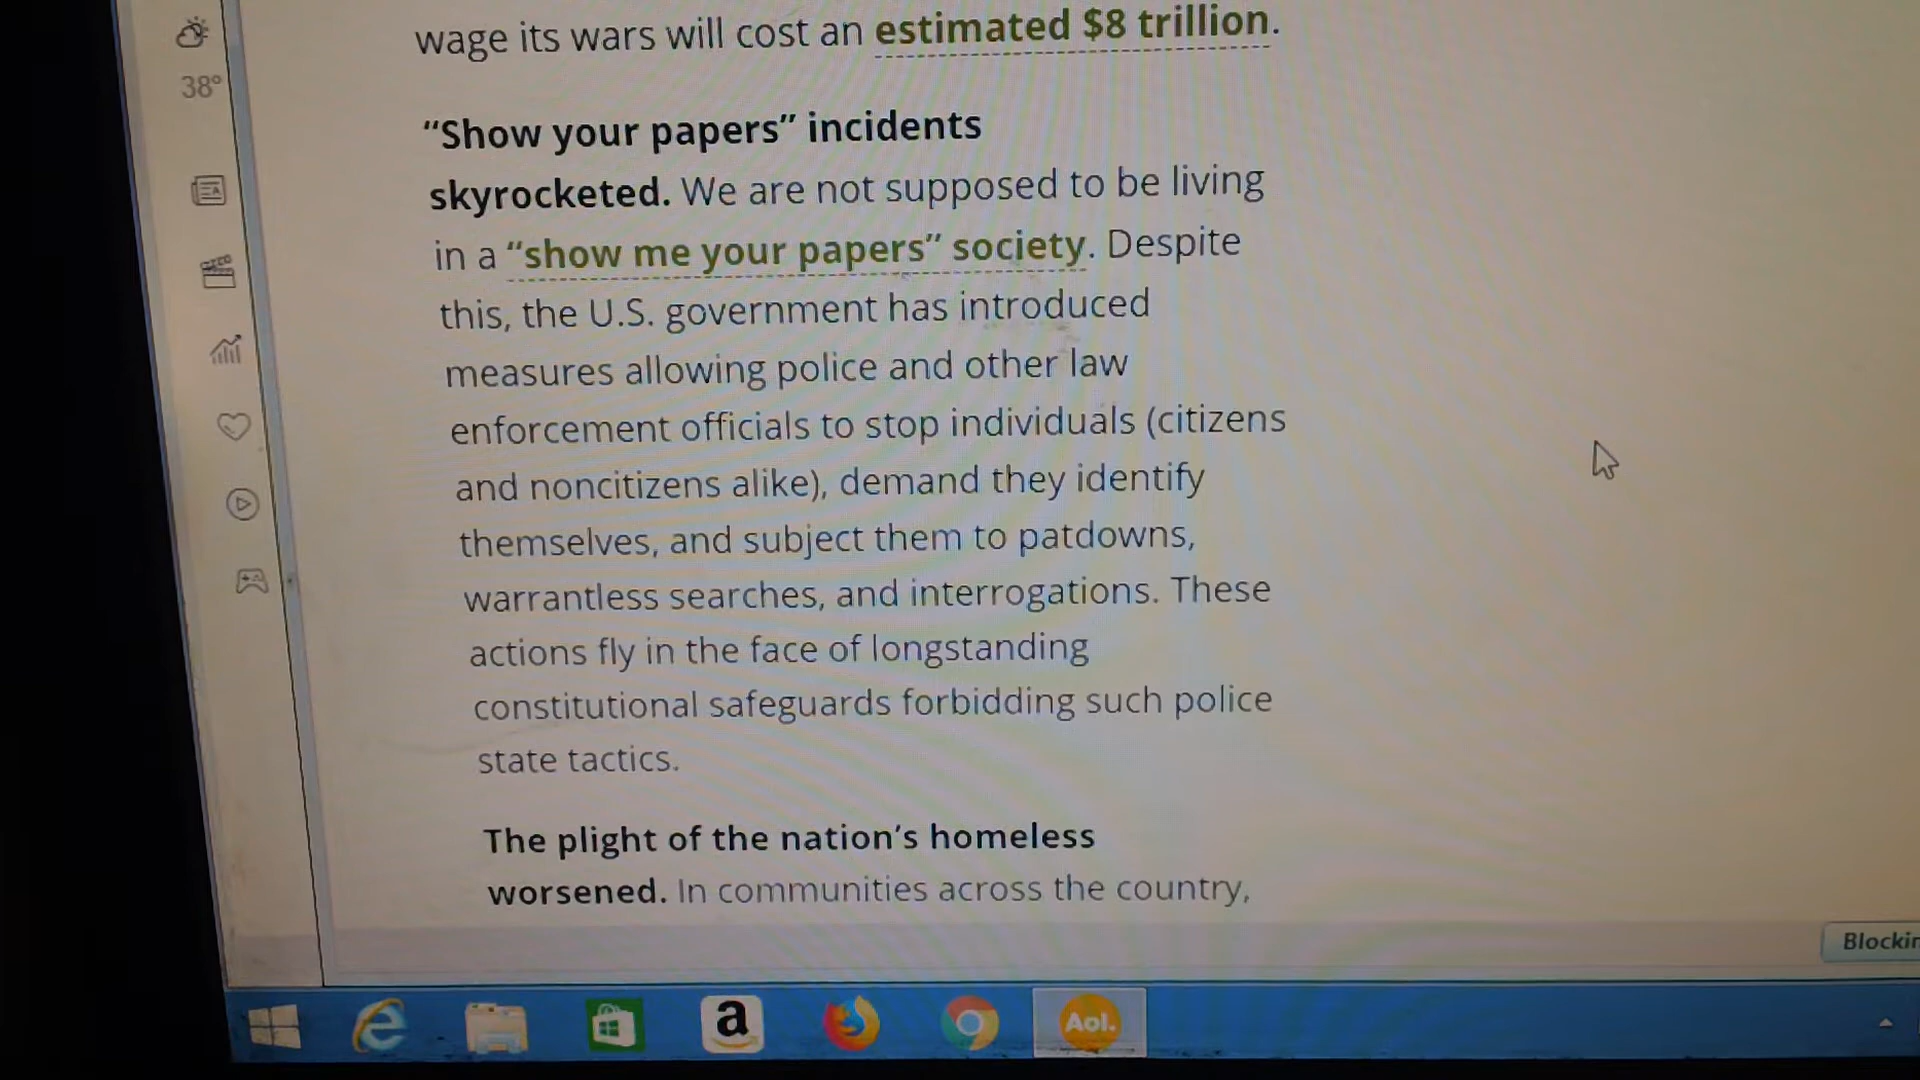 wage its wars will cost an estimated $8 trillion.
38°
“Show your papers” incidents
skyrocketed. We are not supposed to be living
in a “show me your papers” society. Despite
this, the U.S. government has introduced
measures allowing police and other law
enforcement officials to stop individuals (citizens
and noncitizens alike), demand they identify
themselves, and subject them to patdowns,
warrantless searches, and interrogations. These
actions fly in the face of longstanding
constitutional safeguards forbidding such police
state tactics.
The plight of the nation’s homeless
worsened. In communities across the country,
a
Aol.